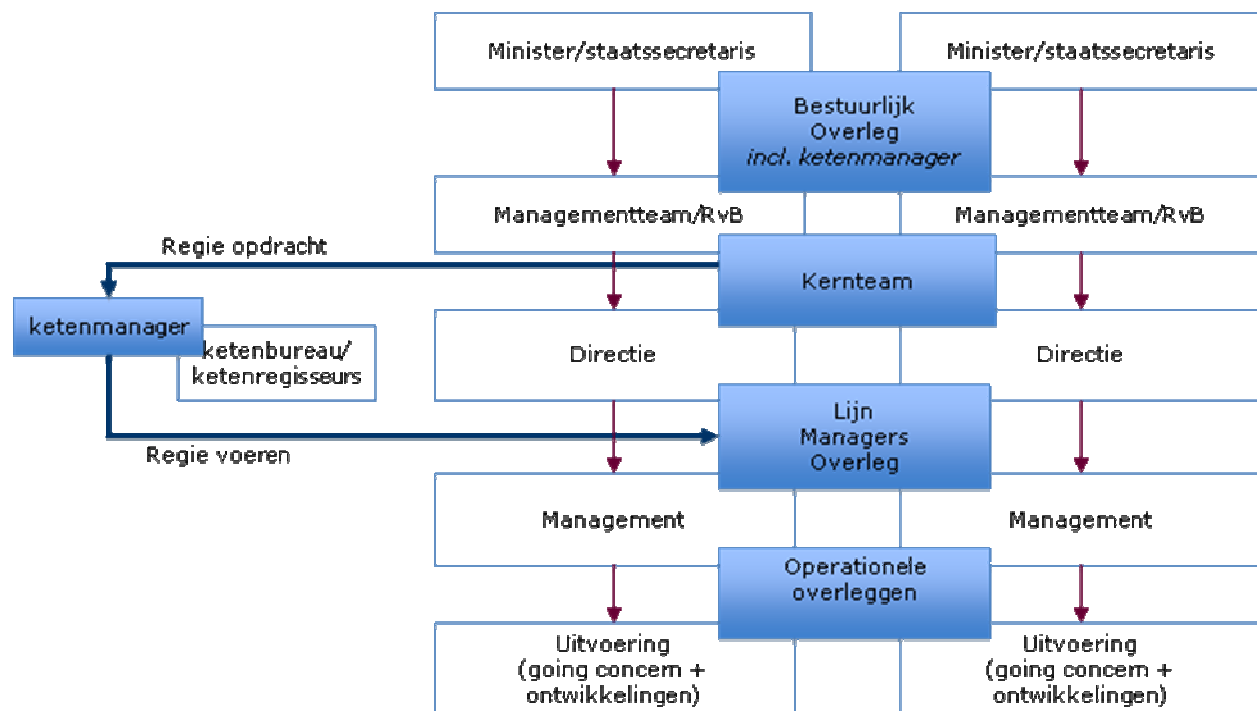 Minister/staatssecretaris
Minister/staatssecretaris
Bestuurlijk
Overleg
incl. ketenmanager
Managementteam/RvB
Managementteam/RvB
Regie opdracht
Kernteam
ketenmanager
ketenbureau/
ketenregisseurs
Directie
Directie
Lijn
Managers
Overleg
Regie voeren
Management
Management
Operationele
overleggen
Uitvoering
(going concern +
ontwikkelingen)
Uitvoering
(going concern +
ontwikkelingen)